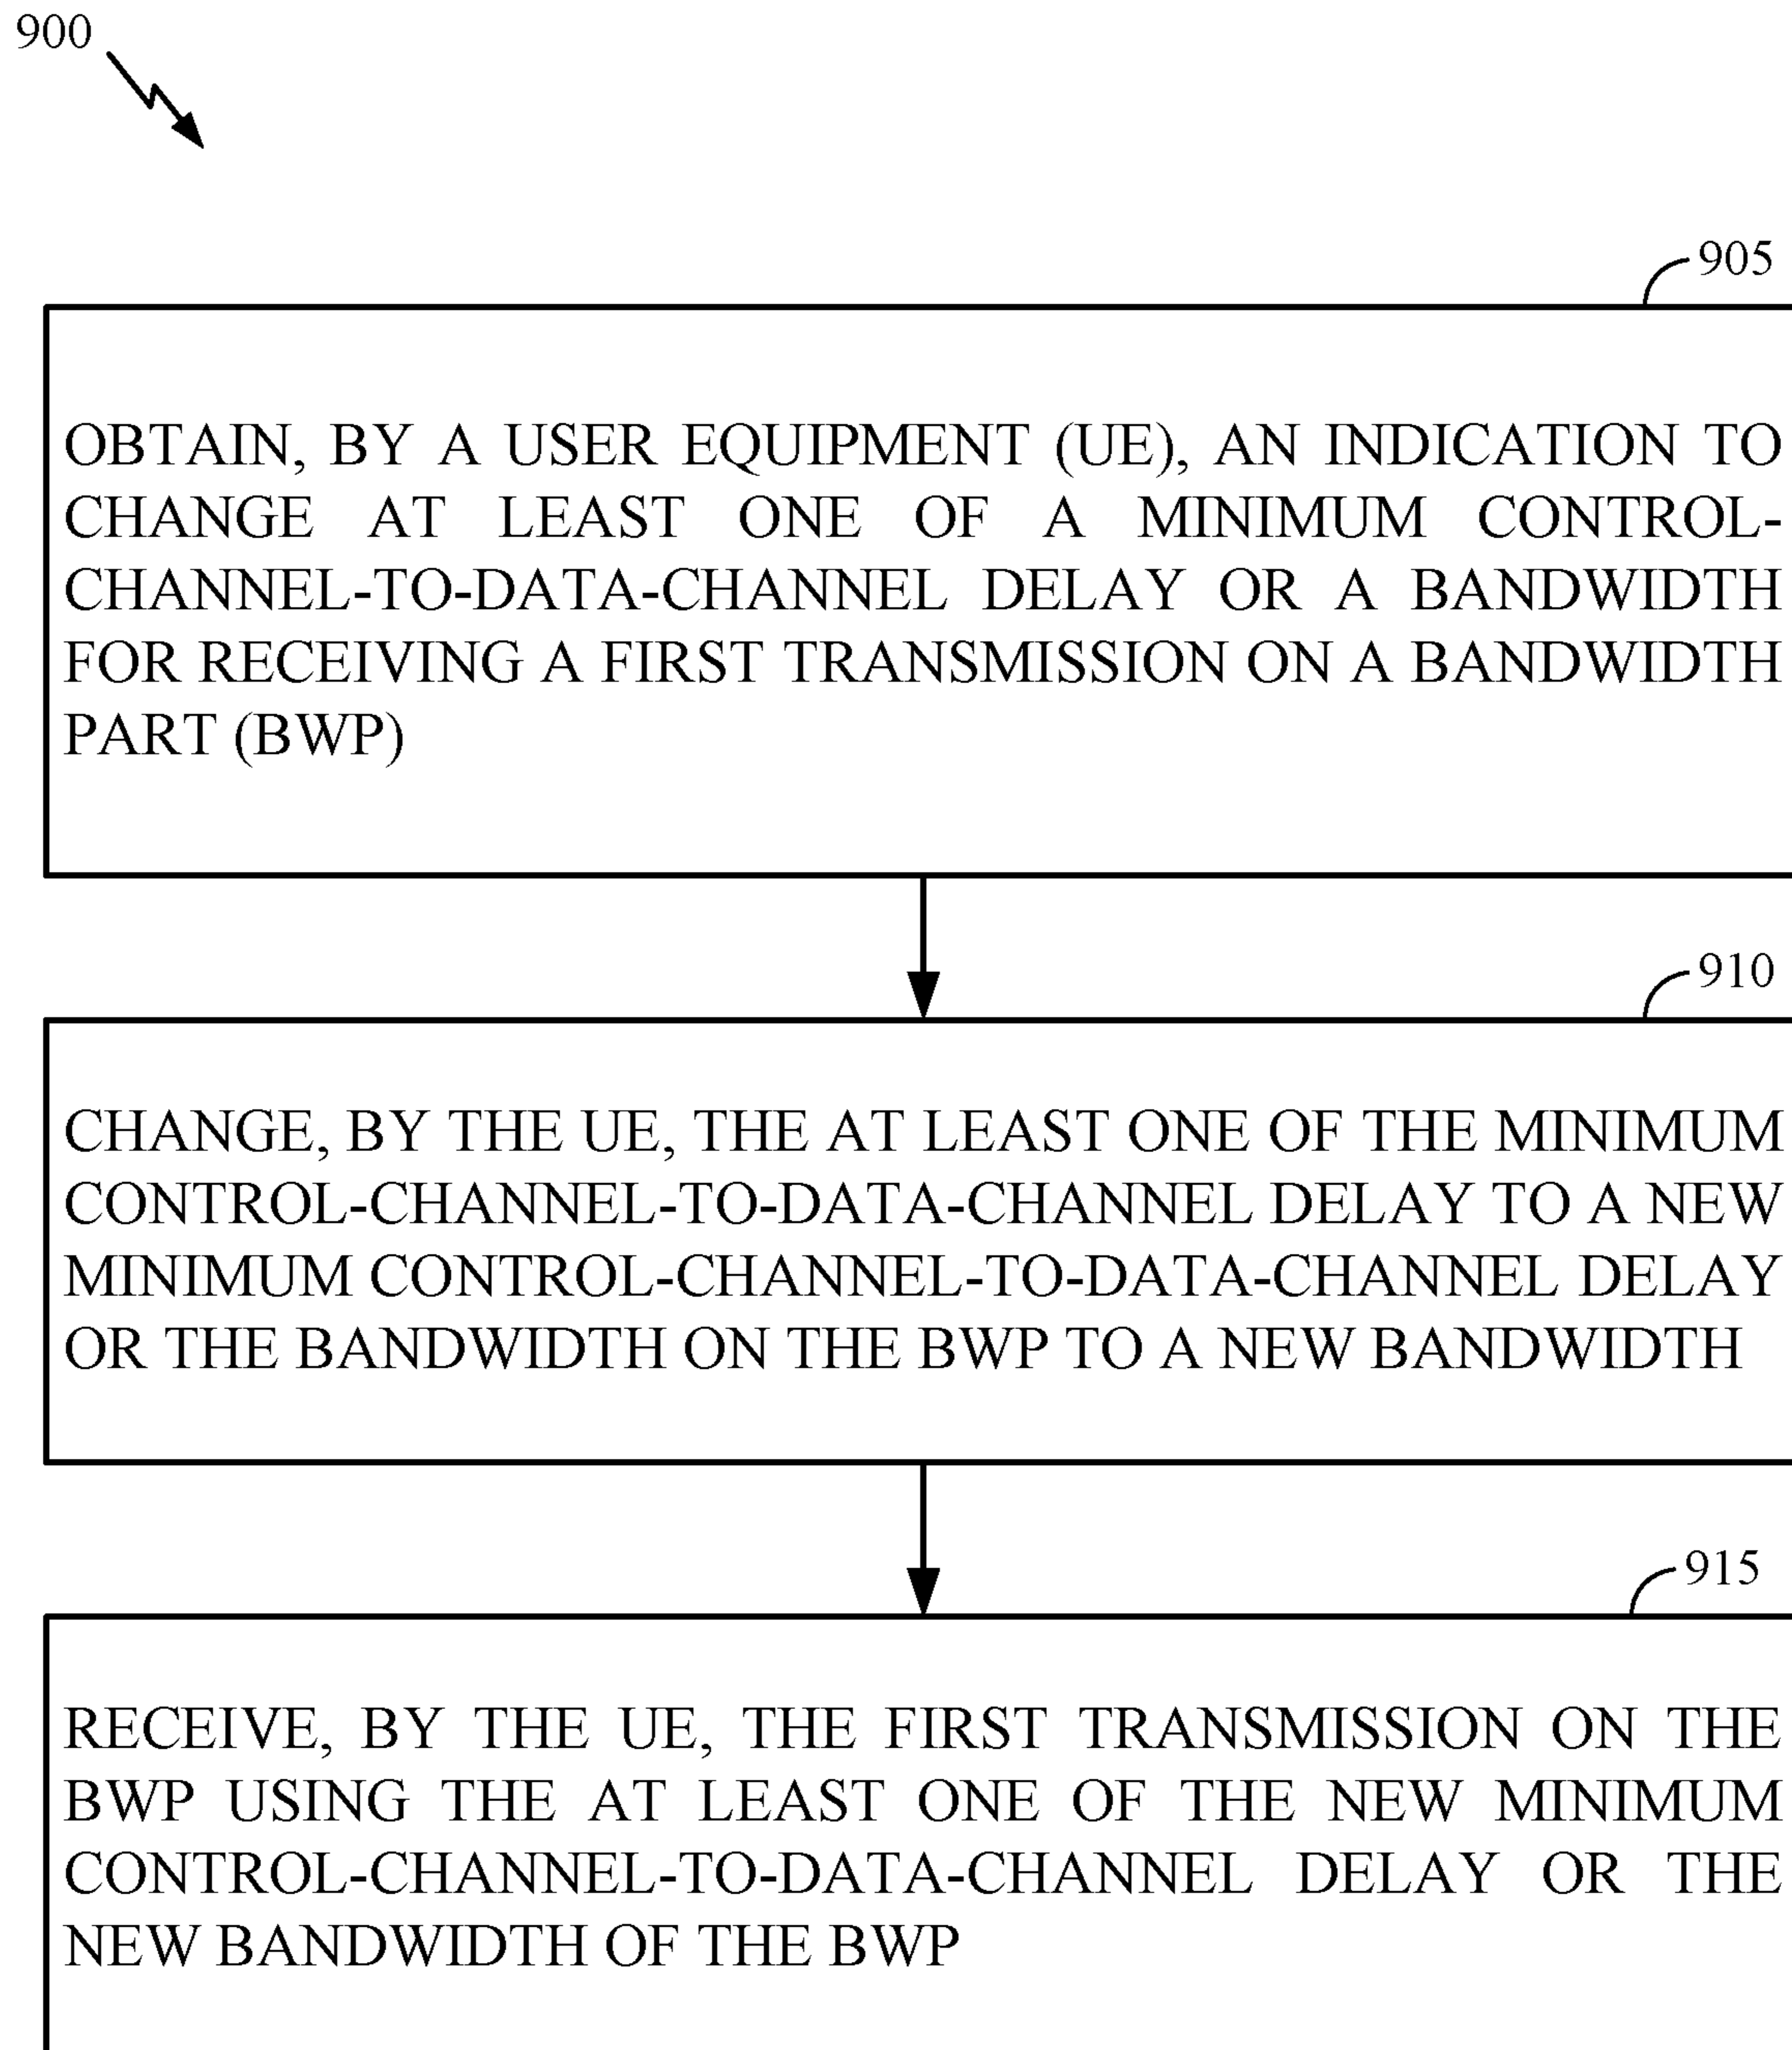 900
905
OBTAIN, BY A USER EQUIPMENT (UE), AN INDICATION TO
CHANGE AT LEAST ONE OF A MINIMUM CONTROL-
CHANNEL-TO-DATA-CHANNEL DELAY OR A BANDWIDTH
FOR RECEIVING A FIRST TRANSMISSION ON A BANDWIDTH
PART (BWP)
910
CHANGE, BY THE UE, THE AT LEAST ONE OF THE MINIMUM
CONTROL-CHANNEL-TO-DATA-CHANNEL DELAY TO A NEW
MINIMUM CONTROL-CHANNEL-TO-DATA-CHANNEL DELAY
OR THE BANDWIDTH ON THE BWP TO A NEW BANDWIDTH
915
RECEIVE, BY THE UE, THE FIRST TRANSMISSION ON THE
BWP USING THE AT LEAST ONE OF THE NEW MINIMUM
CONTROL-CHANNEL-TO-DATA-CHANNEL DELAY OR THE
NEW BANDWIDTH OF THE BWP